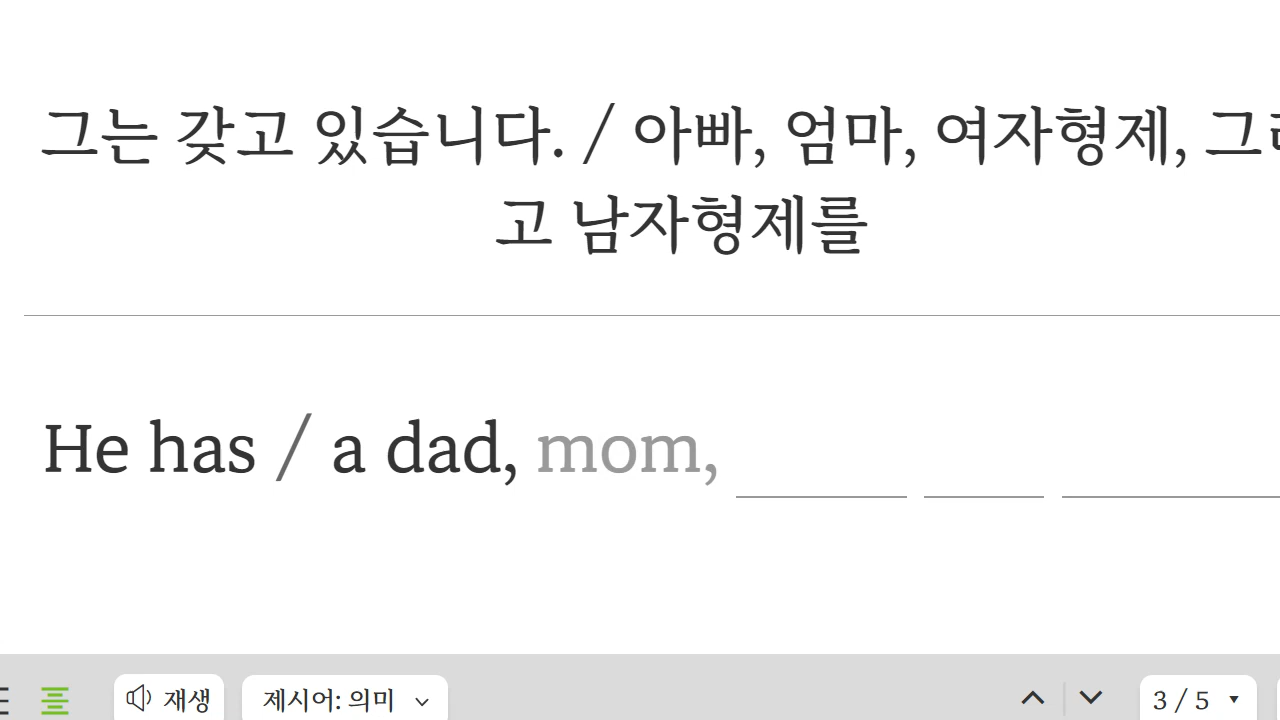 그는 갖고 있습니다. / 아빠, 엄마, 여자형제, 그리
고 남자형제를
He has / a dad, mom,
재생 제시어: 의미 3 / 5